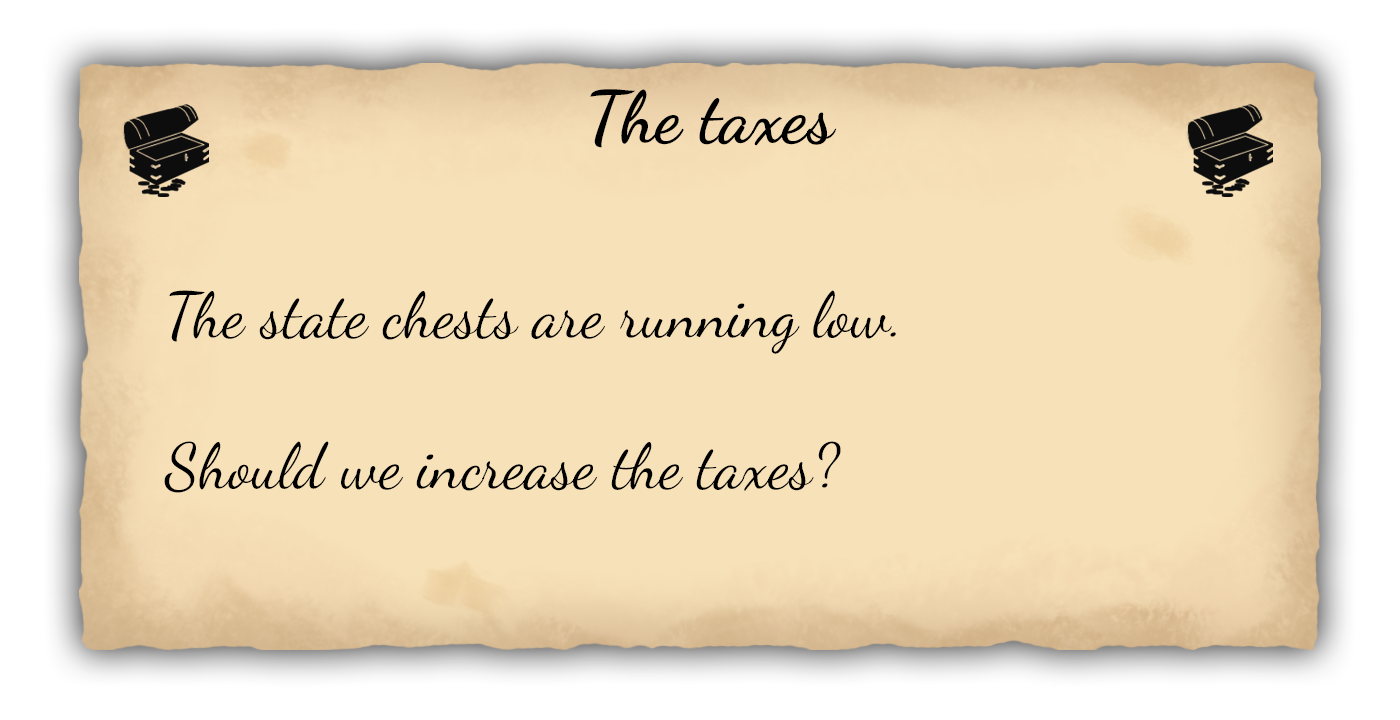 The taxes
The state chests are running low.
Should we increase the taxes?